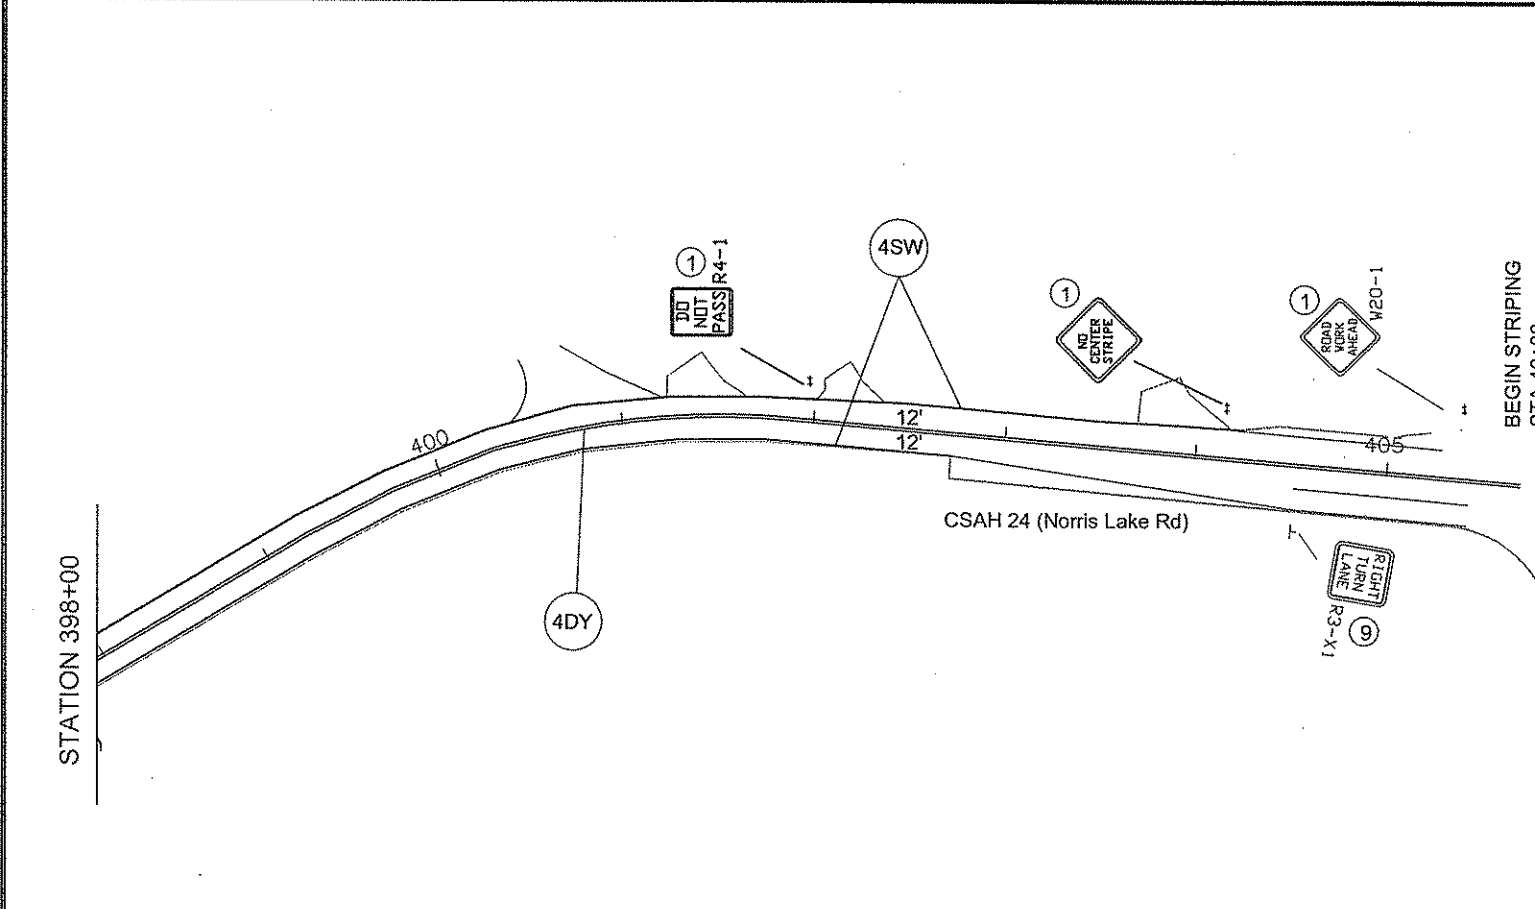 4SW
1
DO
NOT
PASS
R4-1
1
NO
CENTER
STRIPE
1
ROAD
WORK
AHEAD
W20-1
BEGIN STRIPING
400
12'
12'
405
CSAH 24 (Norris Lake Rd)
STATION 398+00
4DY
RIGHT
TURN
LANE
R3-X1
9